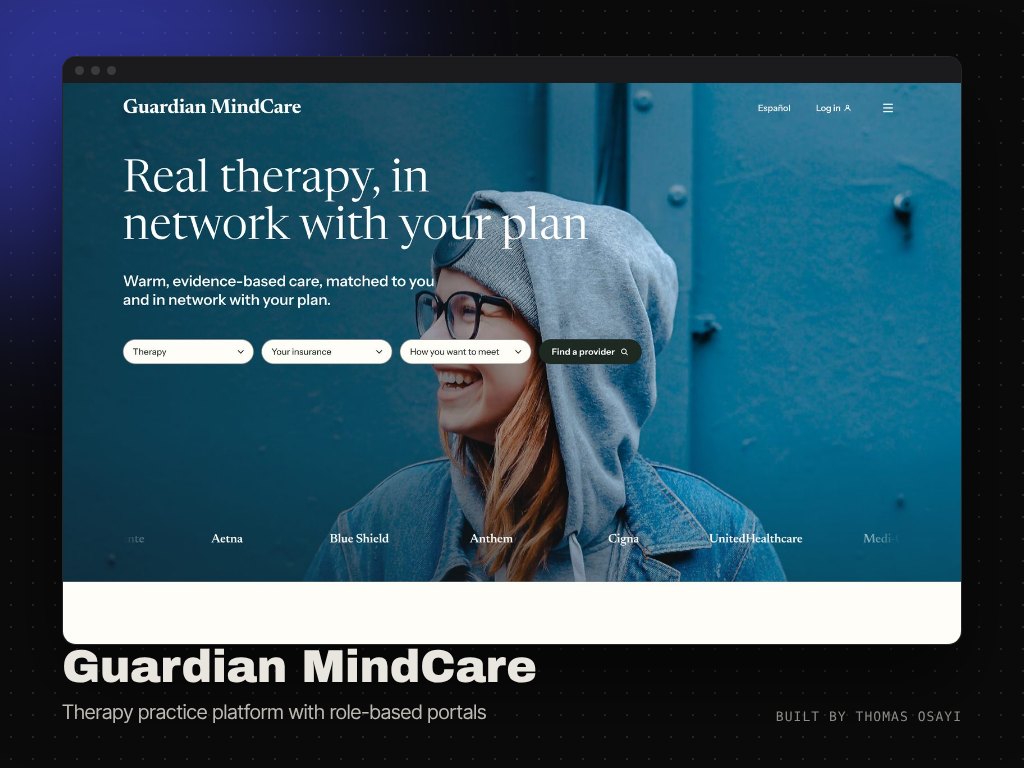 Guardian MindCare
Español
Log in
Real therapy, in
network with your plan
Warm, evidence-based care, matched to you
and in network with your plan.
Therapy
Your insurance
How you want to meet
Find a provider
nte
Aetna
Blue Shield
Anthem
Cigna
UnitedHealthcare
Medi-
Guardian MindCare
Therapy practice platform with role-based portals
BUILT BY THOMAS OSAYI